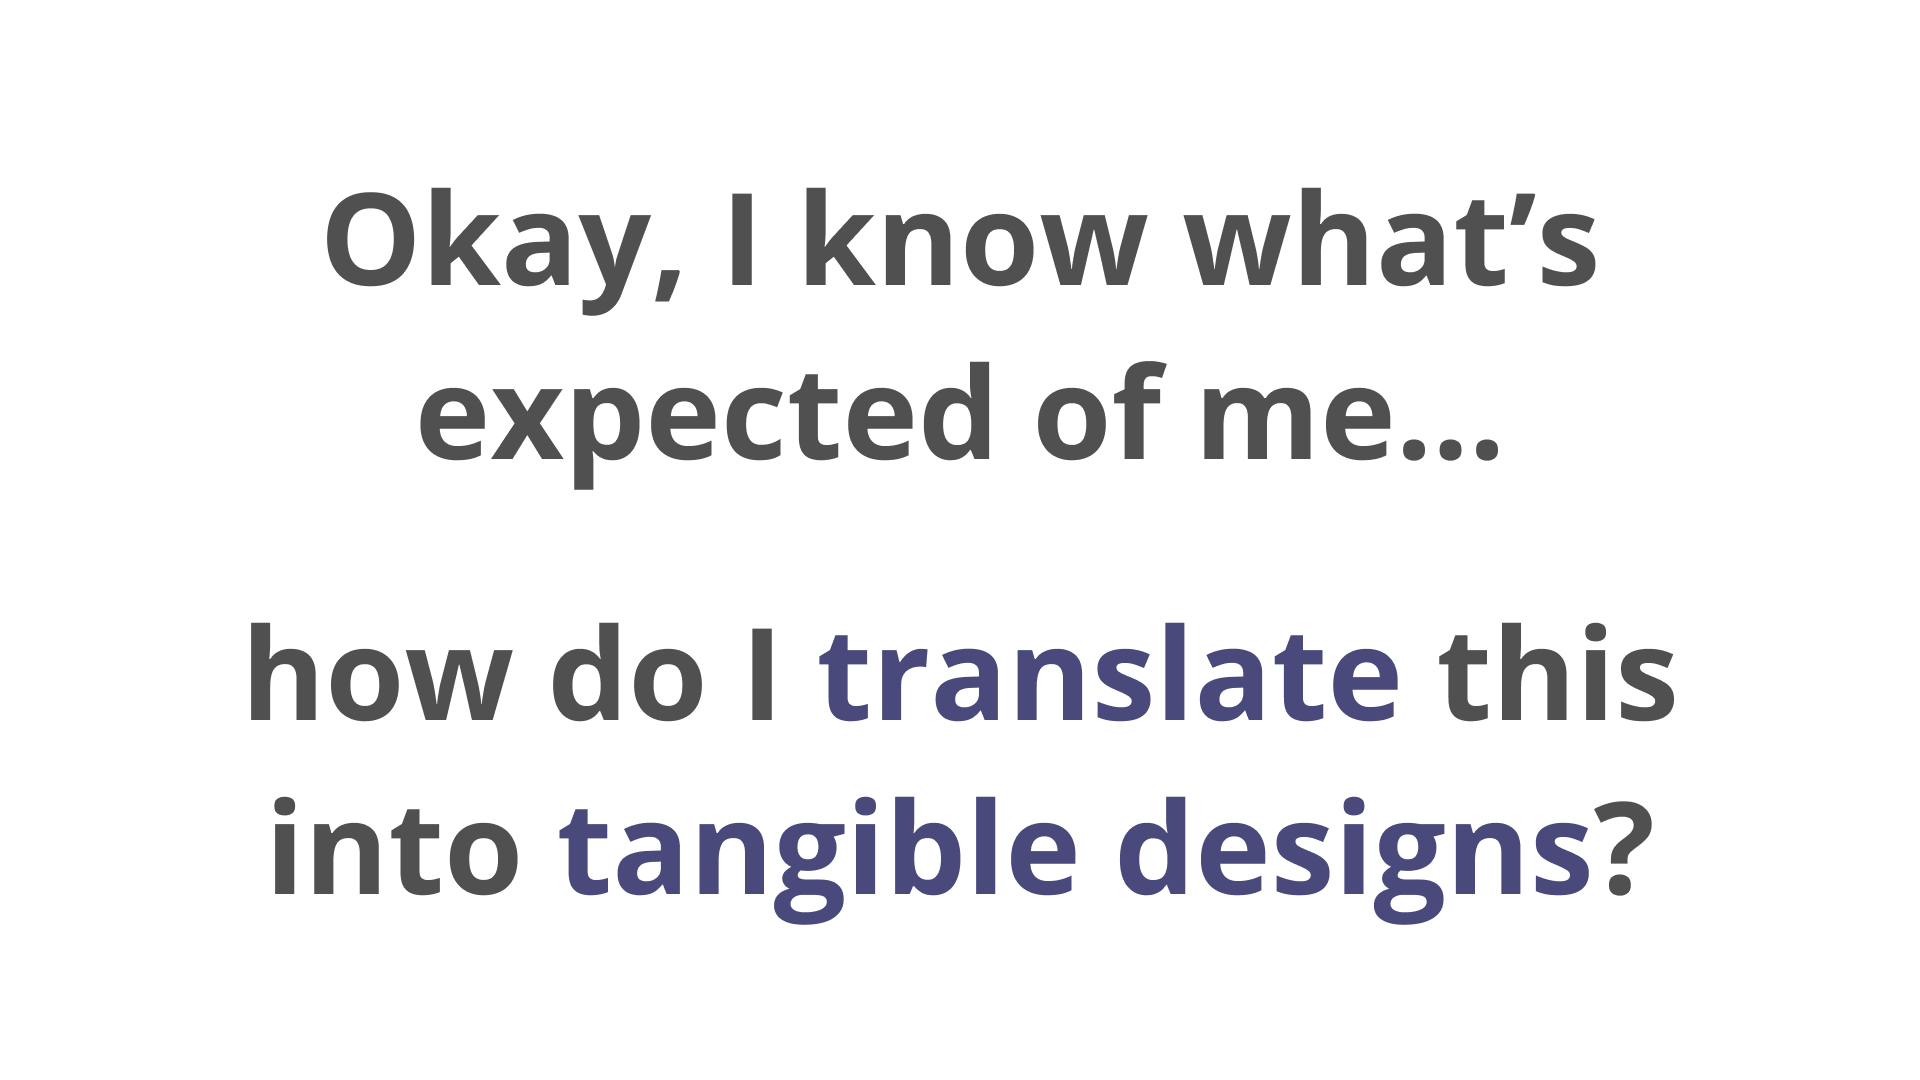 Okay, I know what’s
expected of me...
how do I translate this
into tangible designs?